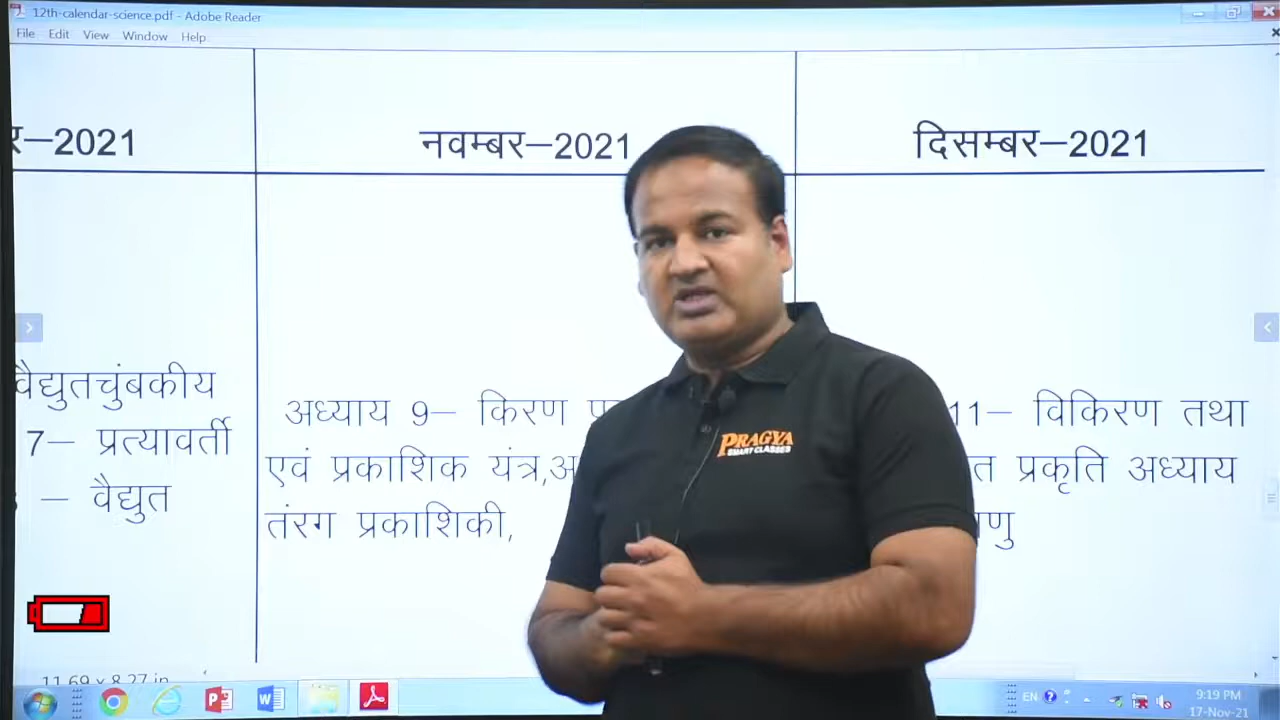 12th-calendar-science.pdf - Adobe Reader
File Edit View Window Help
र–2021
नवम्बर–2021
दिसम्बर–2021
वैद्युतचुंबकीय
7– प्रत्यावर्ती
– वैद्युत
अध्याय 9– किरण
एवं प्रकाशिक यंत्र,
तंरग प्रकाशिकी,
11– विकिरण तथा
त प्रकृति अध्याय
णु
PRAGYA
SMART CLASSES
11.69 x 8.27 in
EN
9:19 PM
17-Nov-21